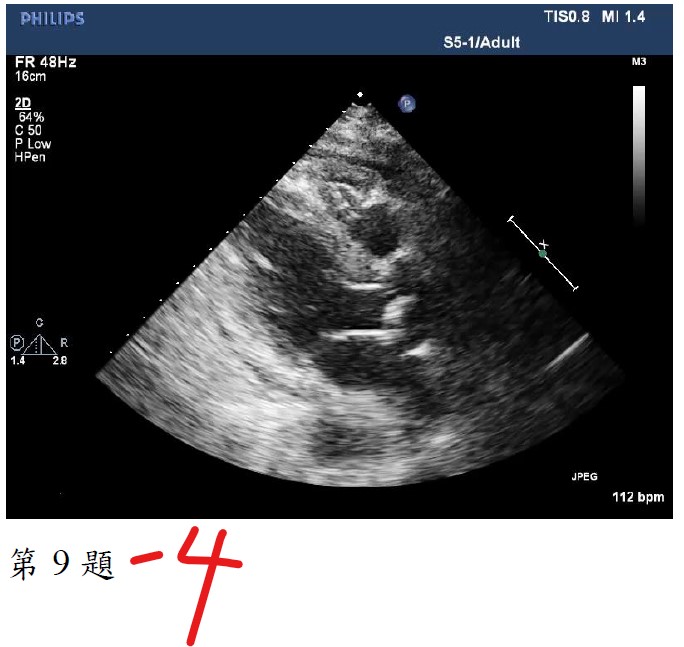 PHILIPS
TIS0.8 MI 1.4
S5-1/Adult
FR 48Hz
16cm
M3
2D
64%
C 50
P Low
HPen
P
X
G
P R
1.4 2.8
JPEG
112 bpm
第 9 題 -4